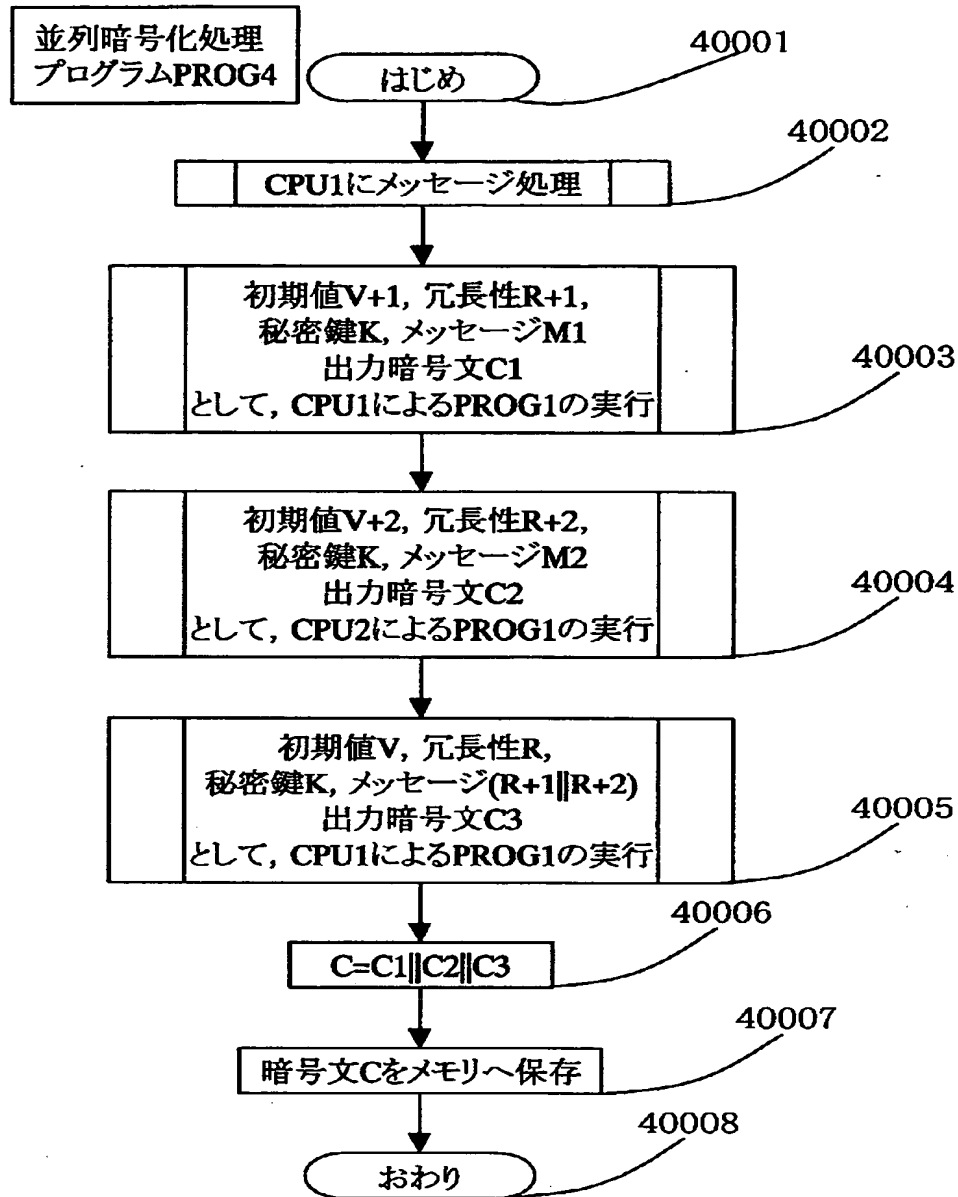 並列暗号化処理
プログラムPROG4
はじめ
40001
CPU1にメッセージ処理
40002
初期値V+1, 冗長性R+1,
秘密鍵K, メッセージM1
出力暗号文C1
として, CPU1によるPROG1の実行
40003
初期値V+2, 冗長性R+2,
秘密鍵K, メッセージM2
出力暗号文C2
として, CPU2によるPROG1の実行
40004
初期値V, 冗長性R,
秘密鍵K, メッセージ(R+1||R+2)
出力暗号文C3
として, CPU1によるPROG1の実行
40005
C=C1||C2||C3
40006
暗号文Cをメモリへ保存
40007
おわり
40008